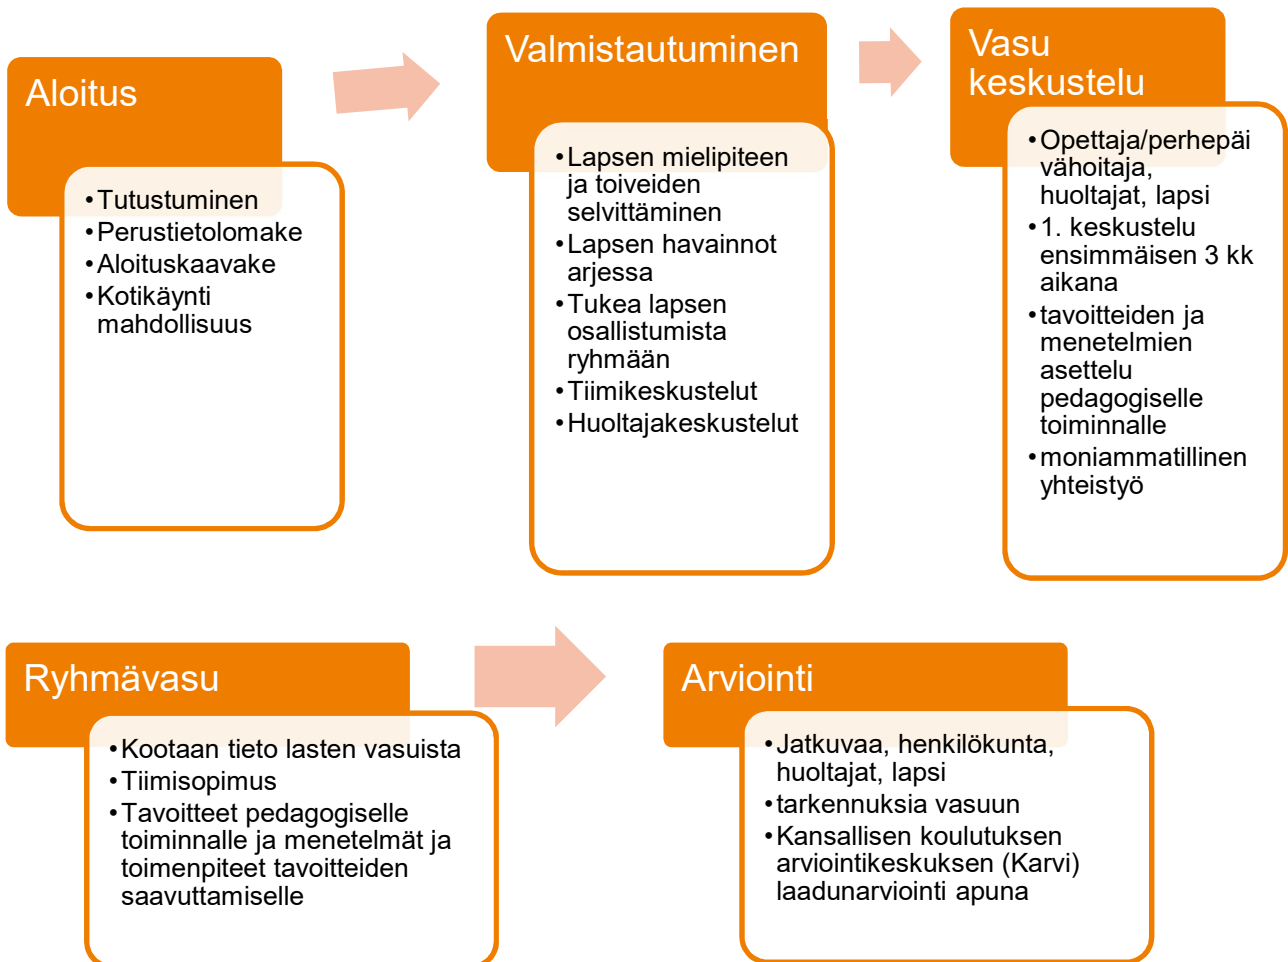 Aloitus
•Tutustuminen
•Perustietolomake
•Aloituskaavake
•Kotikäynti
mahdollisuus
Valmistautuminen
•Lapsen mielipiteen
ja toiveiden
selvittäminen
•Lapsen havainnot
arjessa
•Tukea lapsen
osallistumista
ryhmään
•Tiimikeskustelut
•Huoltajakeskustelut
Vasu
keskustelu
•Opettaja/perhepäi
vähoitaja,
huoltajat, lapsi
•1. keskustelu
ensimmäisen 3 kk
aikana
•tavoitteiden ja
menetelmien
asettelu
pedagogiselle
toiminnalle
•moniammatillinen
yhteistyö
Ryhmävasu
•Kootaan tieto lasten vasuista
•Tiimisopimus
•Tavoitteet pedagogiselle
toiminnalle ja menetelmät ja
toimenpiteet tavoitteiden
saavuttamiselle
Arviointi
•Jatkuvaa, henkilökunta,
huoltajat, lapsi
•tarkennuksia vasuun
•Kansallisen koulutuksen
arviointikeskuksen (Karvi)
laadunarviointi apuna